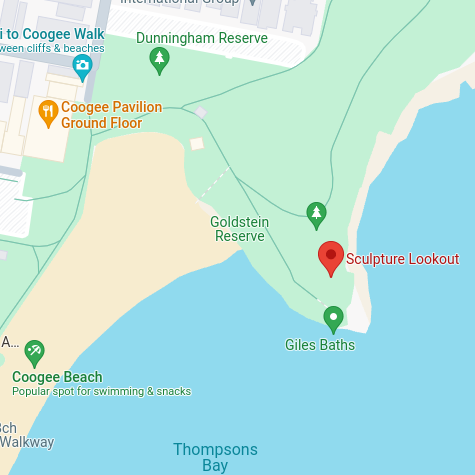 International Group
Dunningham Reserve
i to Coogee Walk
ween cliffs & beaches
Coogee Pavilion
Ground Floor
Goldstein
Reserve
Sculpture Lookout
Giles Baths
A...
Coogee Beach
Popular spot for swimming & snacks
Bch
Walkway
Thompsons
Bay